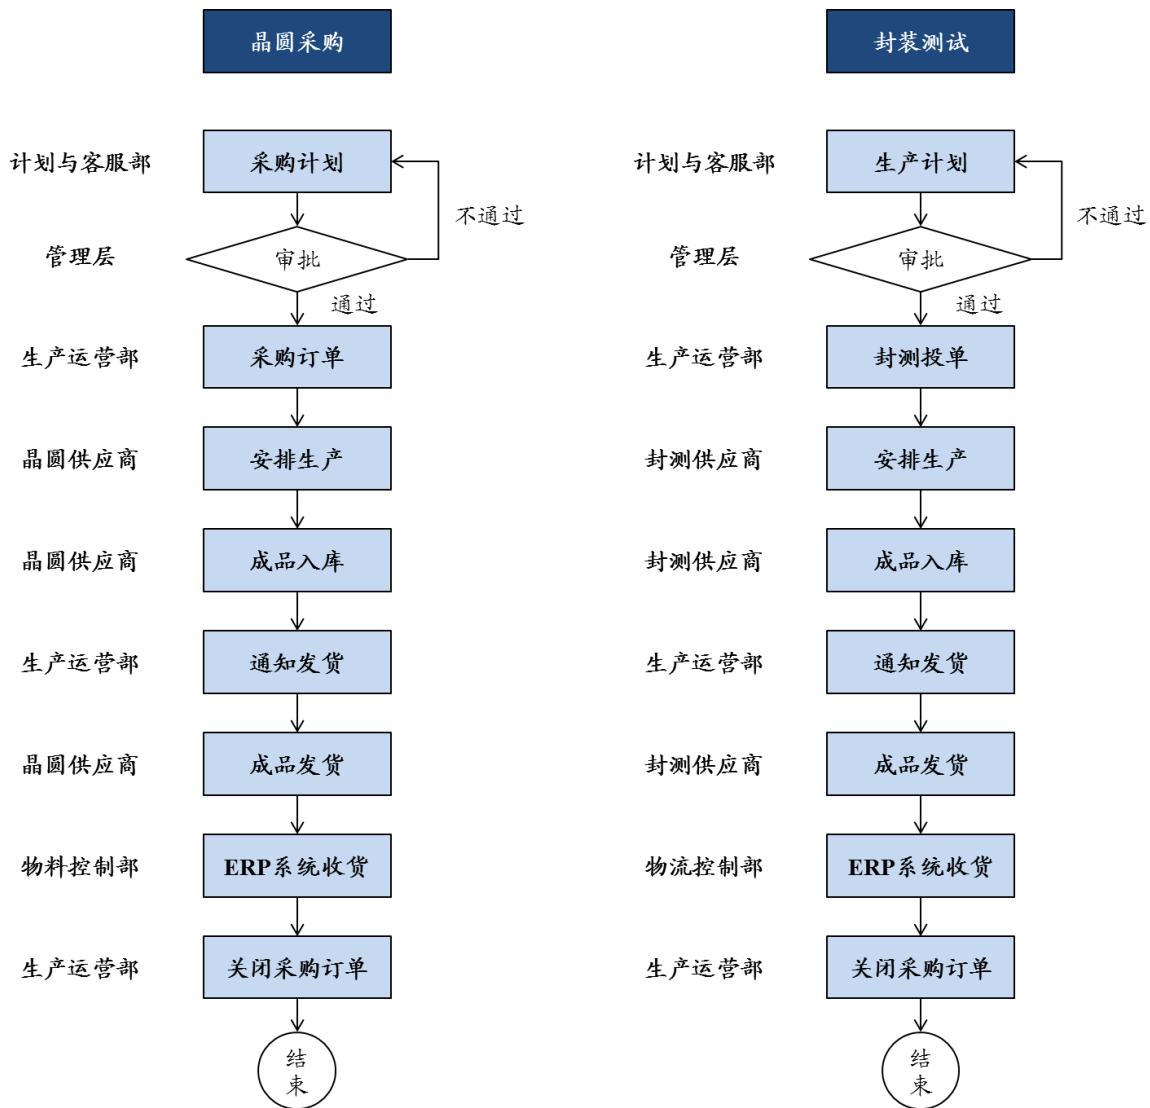 晶圆采购
计划与客服部
采购计划
不通过
管理层
审批
通过
生产运营部
采购订单
晶圆供应商
安排生产
晶圆供应商
成品入库
生产运营部
通知发货
晶圆供应商
成品发货
物料控制部
ERP系统收货
生产运营部
关闭采购订单
结
束
封装测试
计划与客服部
生产计划
不通过
管理层
审批
通过
生产运营部
封测投单
封测供应商
安排生产
封测供应商
成品入库
生产运营部
通知发货
封测供应商
成品发货
物流控制部
ERP系统收货
生产运营部
关闭采购订单
结
束